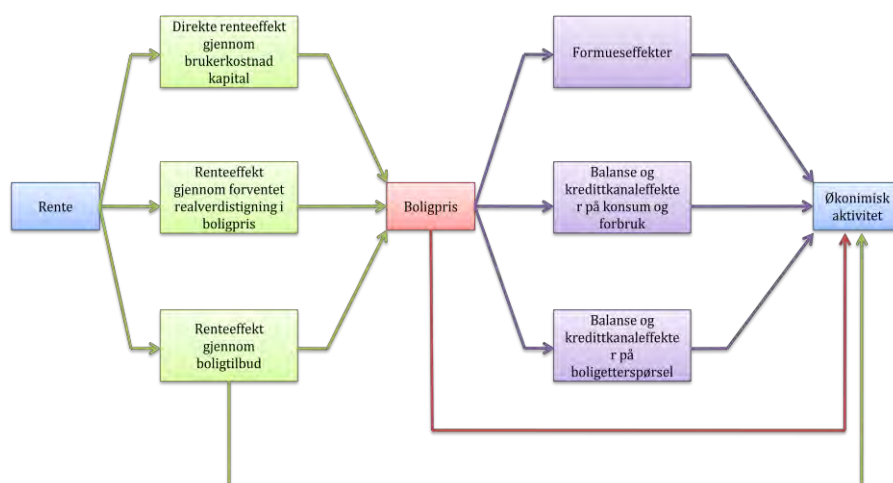 Rente
Direkte renteeffekt
gjennom
brukerkostnad
kapital
Renteeffekt
gjennom forventet
realverdistigning i
boligpris
Renteeffekt
gjennom
boligtilbud
Boligpris
Formueseffekter
Balanse og
kredittkanaleffekte
r på konsum og
forbruk
Balanse og
kredittkanaleffekte
r på
boligetterspørsel
Økonimisk
aktivitet